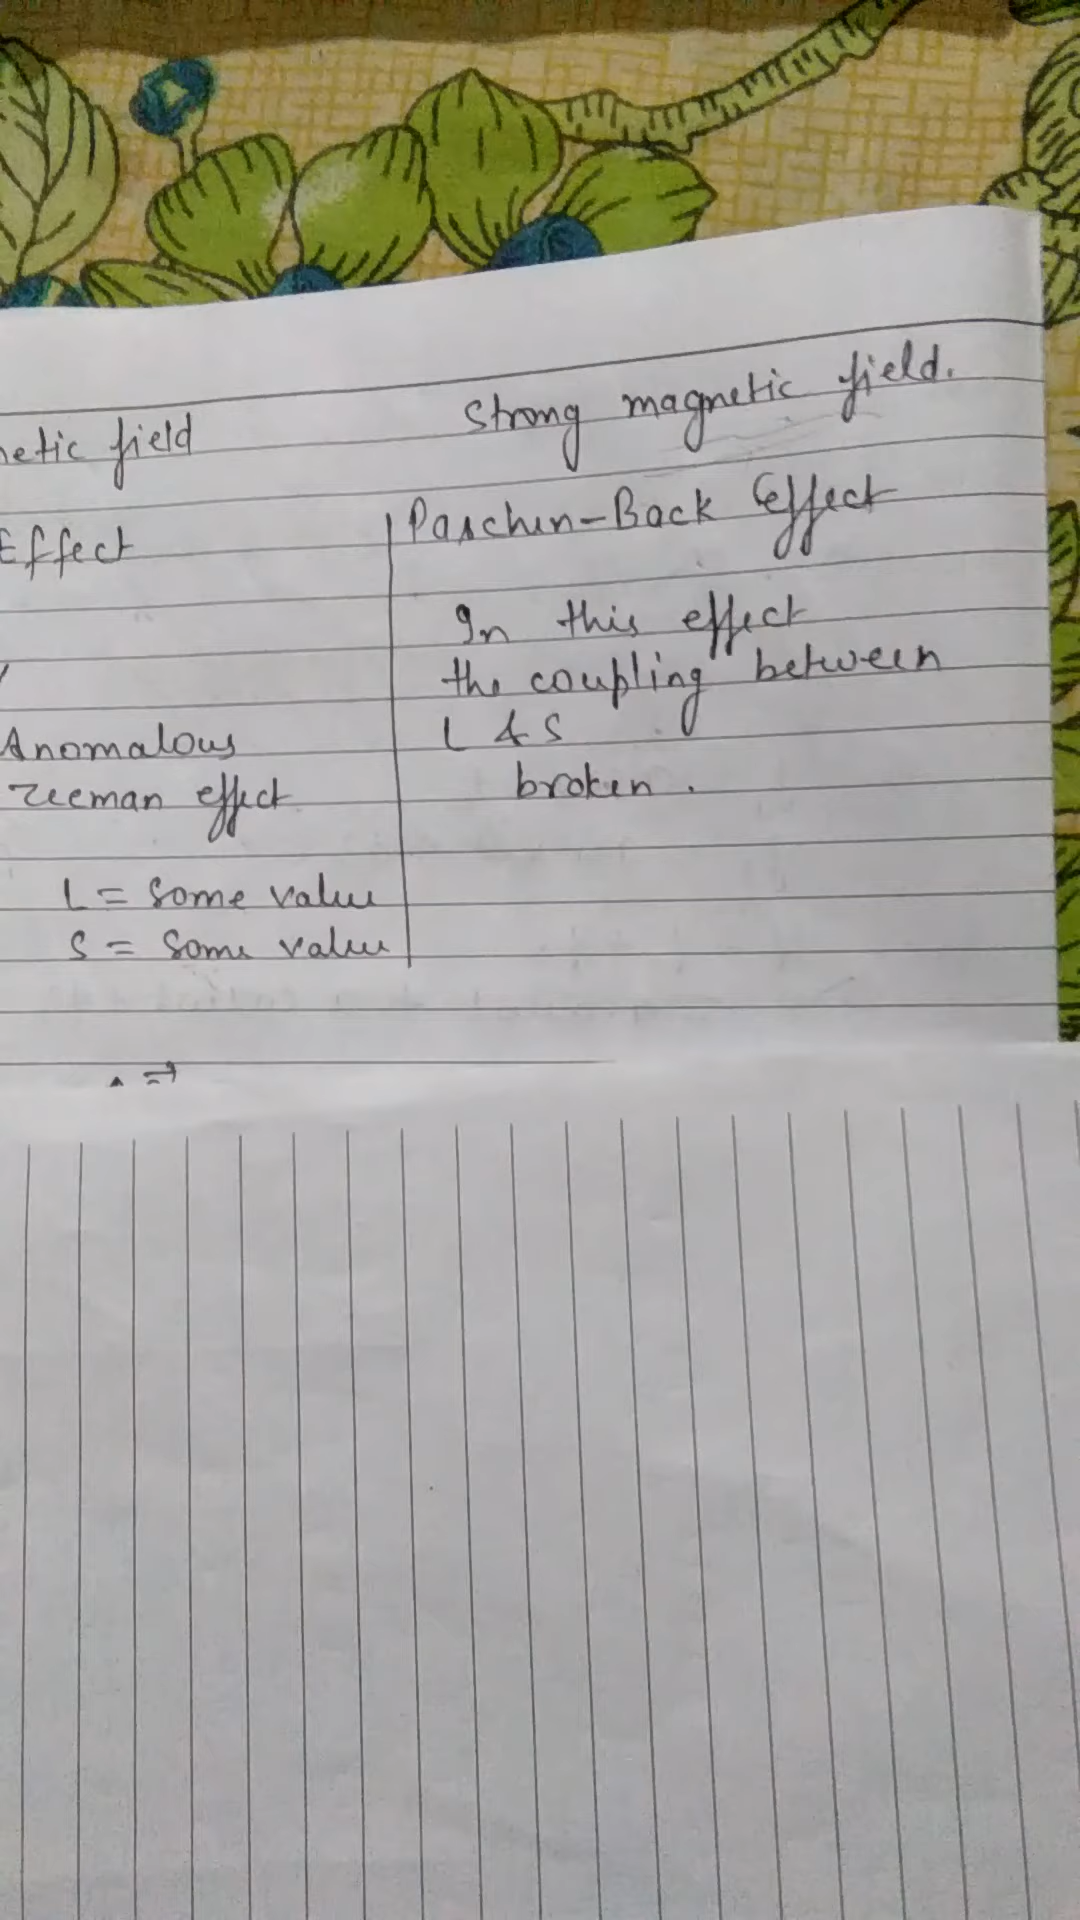 netic field
Strong magnetic field.
Effect
Paschen-Back Effect
In this effect
the coupling between
L & S
broken.
Anomalous
Zeeman effect
L = Some value
S = Some value